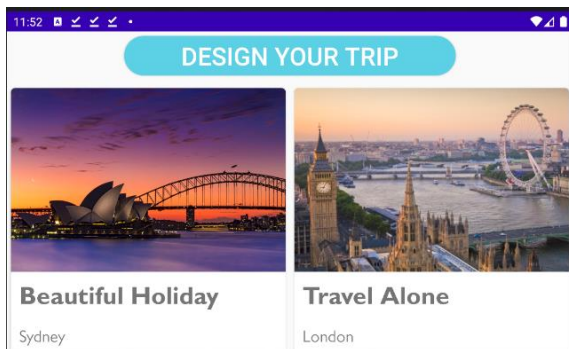 11:52
DESIGN YOUR TRIP
Beautiful Holiday
Sydney
Travel Alone
London